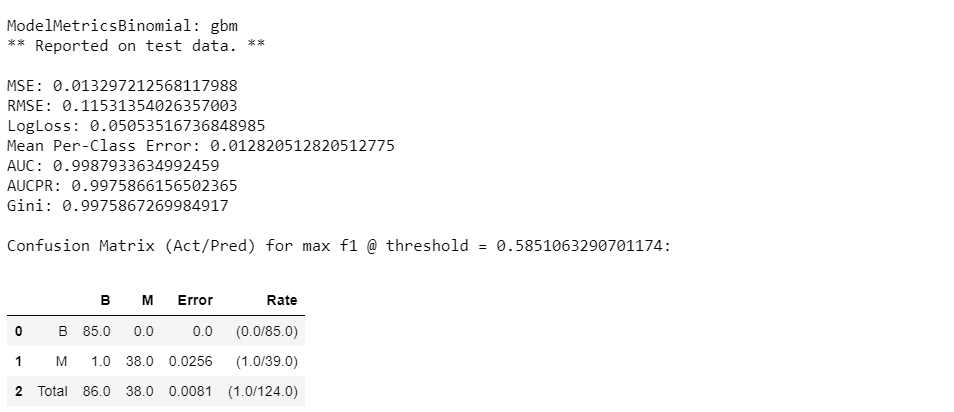 ModelMetricsBinomial: gbm
** Reported on test data. **
MSE: 0.013297212568117988
RMSE: 0.11531354026357003
LogLoss: 0.05053516736848985
Mean Per-Class Error: 0.012820512820512775
AUC: 0.9987933634992459
AUCPR: 0.9975866156502365
Gini: 0.9975867269984917
Confusion Matrix (Act/Pred) for max f1 @ threshold = 0.5851063290701174:
B M Error Rate
0 B 85.0 0.0 0.0 (0.0/85.0)
1 M 1.0 38.0 0.0256 (1.0/39.0)
2 Total 86.0 38.0 0.0081 (1.0/124.0)